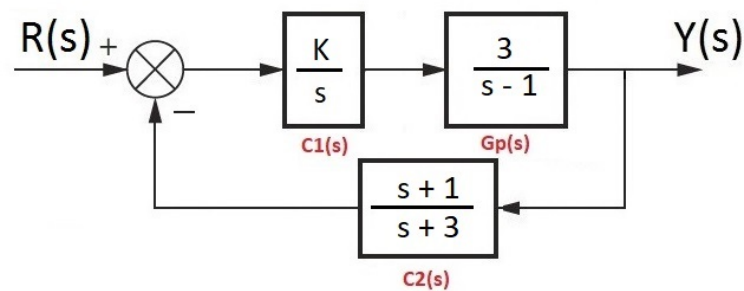 R(s) + K 3 Y(s)
s s - 1
−
C1(s) Gp(s)
s + 1
s + 3
C2(s)